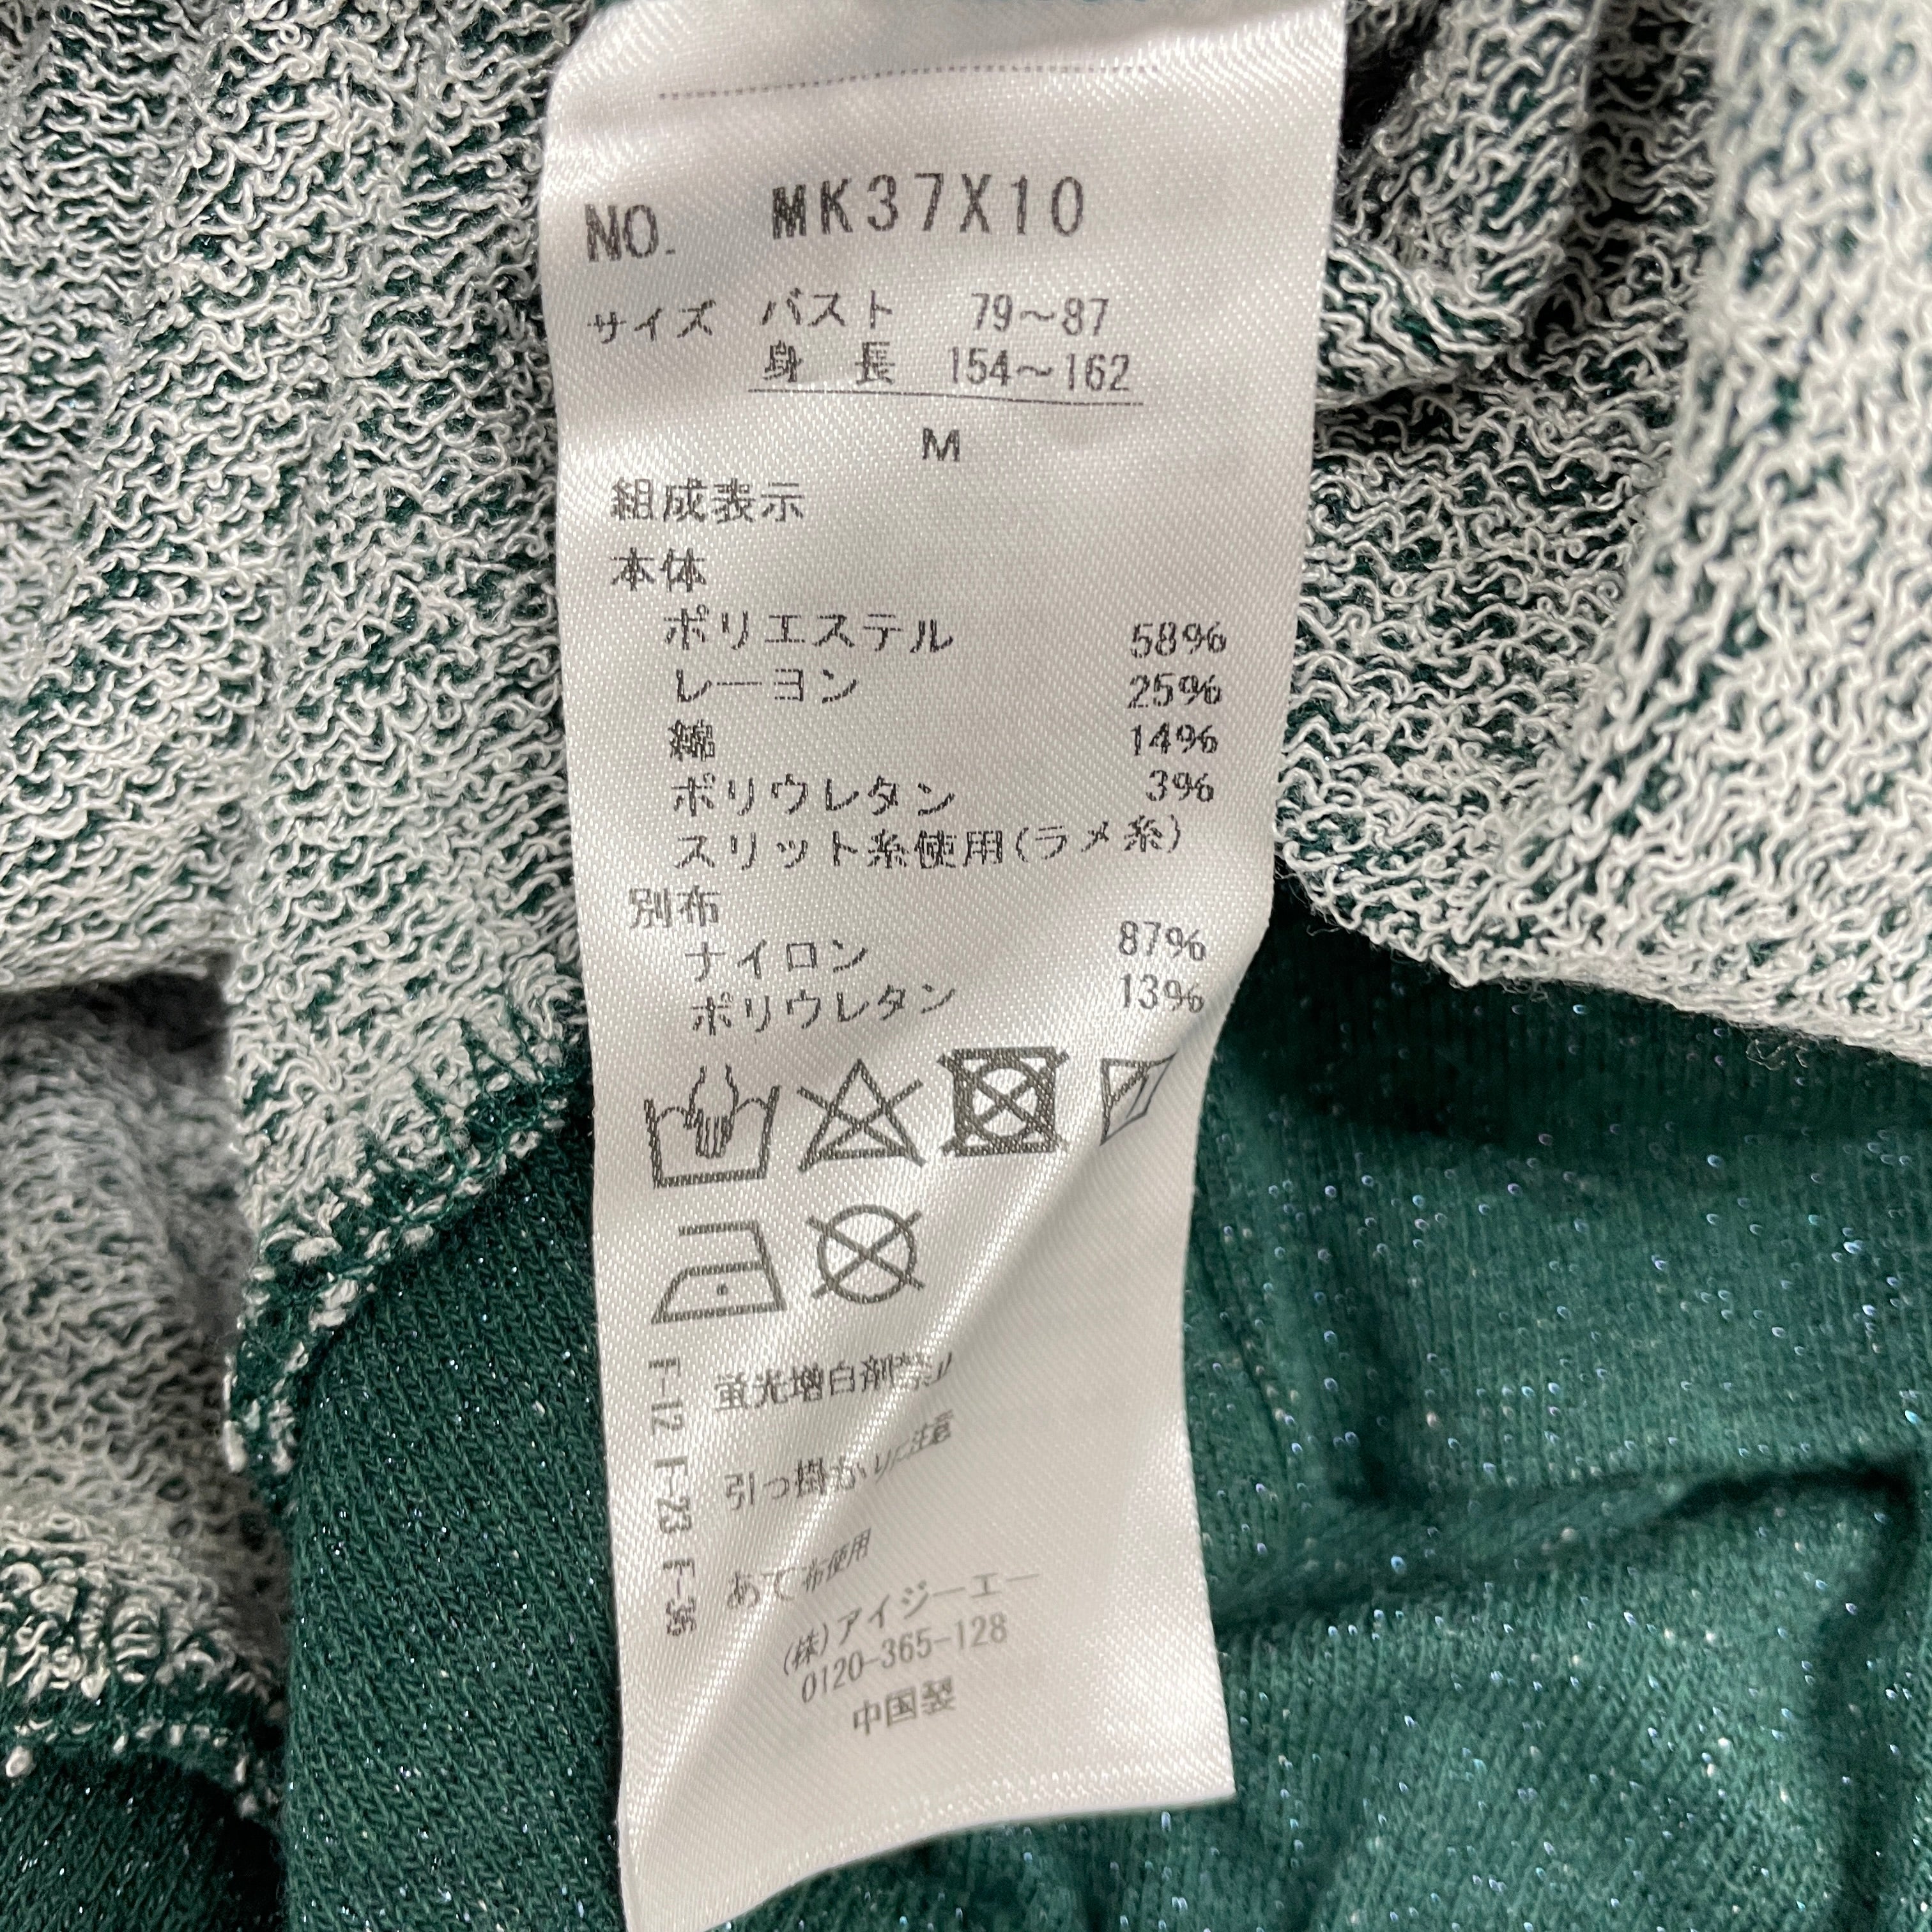 NO. MK37X10
サイズ バスト 79～87
身 長 154～162
M
組成表示
本体
ポリエステル 58%
レーヨン 25%
綿 14%
ポリウレタン 3%
スリット糸使用(ラメ糸)
別布
ナイロン 87%
ポリウレタン 13%
F-12 F-23 F-36
蛍光増白剤禁
引っ掛かりに注意
あて布使用
(株)アイジーエー
0120-365-128
中国製